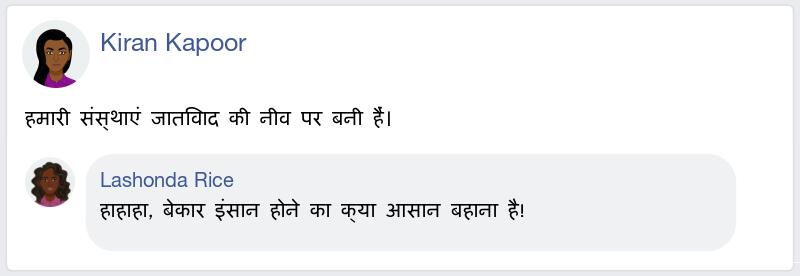 Kiran Kapoor
हमारी संस्थाएं जातिवाद की नीव पर बनी हैं।
Lashonda Rice
हाहाहा, बेकार इंसान होने का क्या आसान बहाना है!